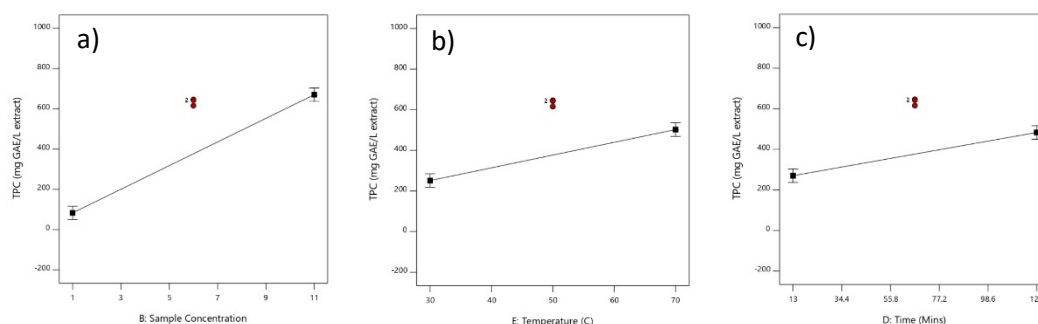 a)
1000
800
600
400
200
0
-200
TPC (mg GAE/L extract)
2
1 3 5 7 9 11
B: Sample Concentration
b)
1000
800
600
400
200
0
-200
TPC (mg GAE/L extract)
2
30 40 50 60 70
E: Temperature (C)
c)
1000
800
600
400
200
0
-200
TPC (mg GAE/L extract)
2
13 34.4 55.8 77.2 98.6
D: Time (Mins)